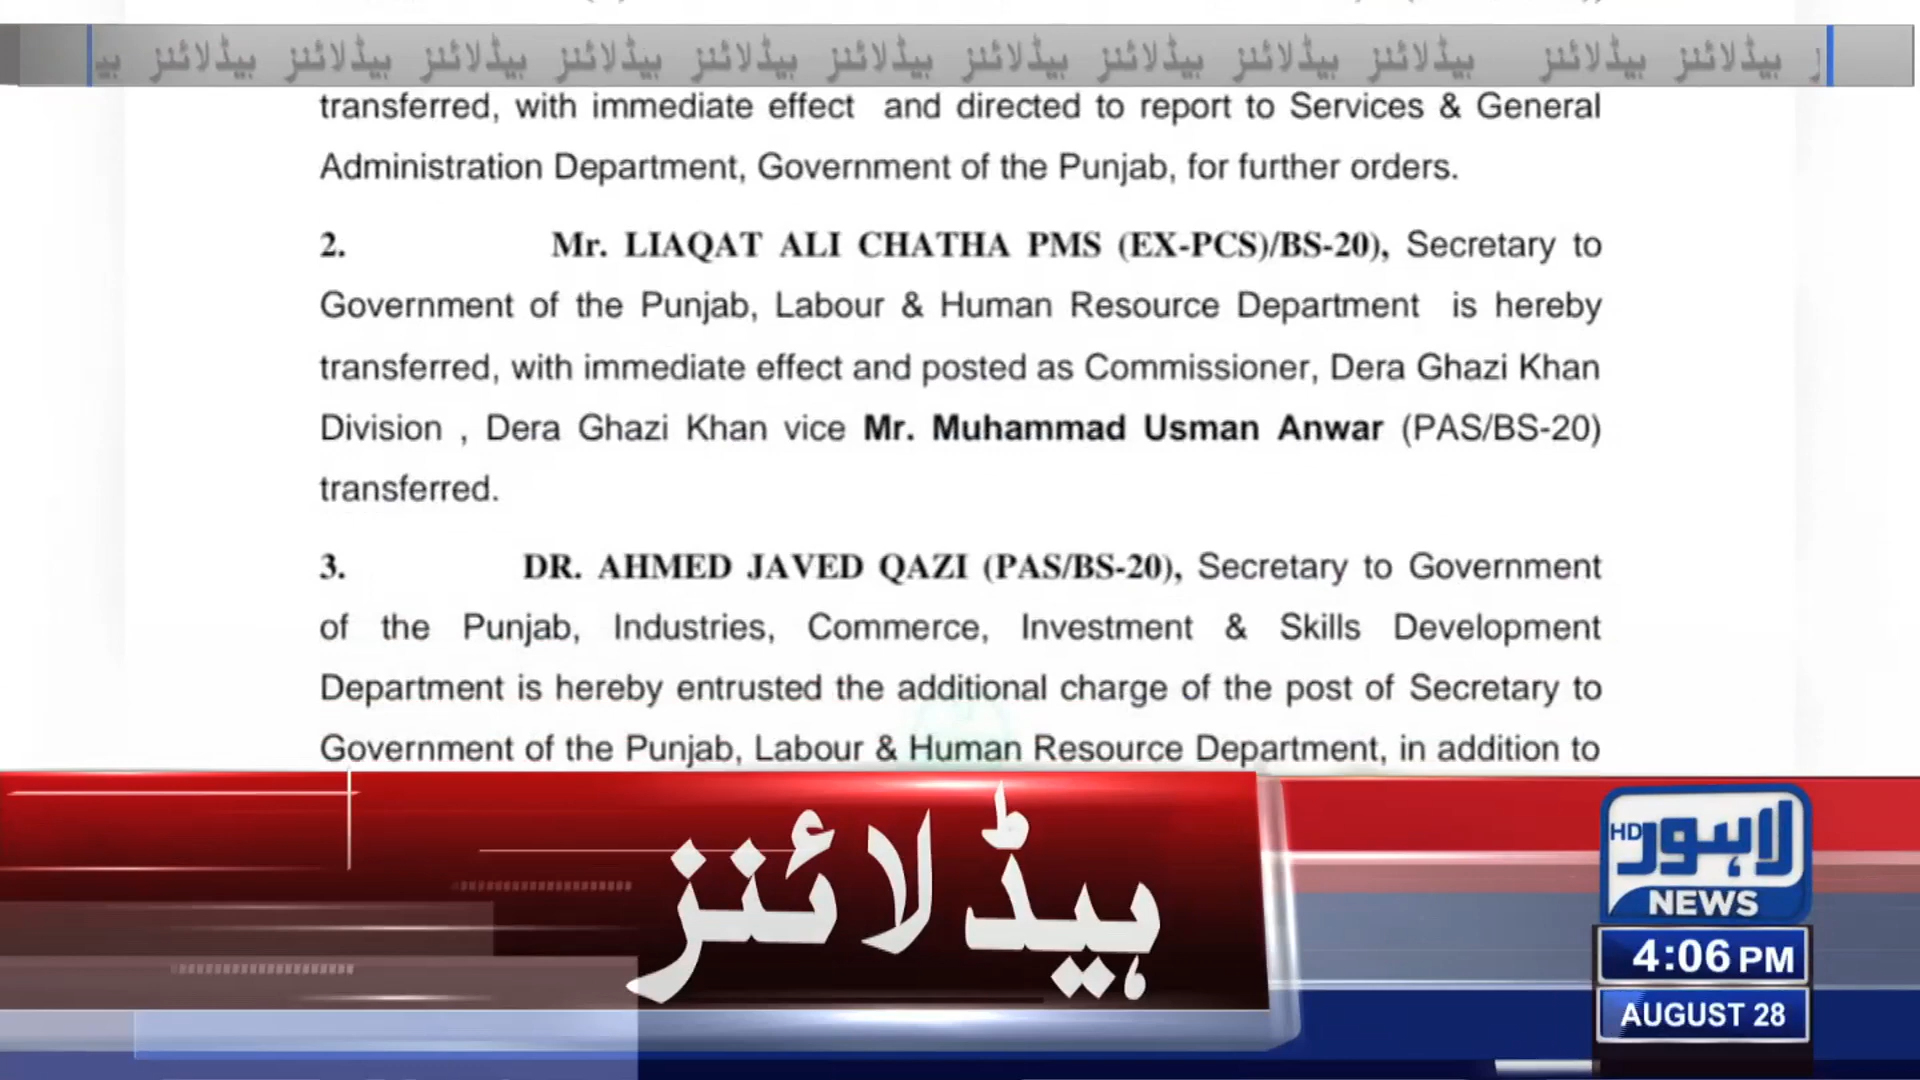 ہیڈلائنز ہیڈلائنز ہیڈلائنز ہیڈلائنز ہیڈلائنز ہیڈلائنز ہیڈلائنز ہیڈلائنز ہیڈلائنز ہیڈلائنز ہیڈلائنز ہیڈلائنز
transferred, with immediate effect and directed to report to Services & General
Administration Department, Government of the Punjab, for further orders.
2. Mr. LIAQAT ALI CHATHA PMS (EX-PCS)/BS-20), Secretary to
Government of the Punjab, Labour & Human Resource Department is hereby
transferred, with immediate effect and posted as Commissioner, Dera Ghazi Khan
Division , Dera Ghazi Khan vice Mr. Muhammad Usman Anwar (PAS/BS-20)
transferred.
3. DR. AHMED JAVED QAZI (PAS/BS-20), Secretary to Government
of the Punjab, Industries, Commerce, Investment & Skills Development
Department is hereby entrusted the additional charge of the post of Secretary to
Government of the Punjab, Labour & Human Resource Department, in addition to
ہیڈلائنز
لاہور HD
NEWS
4:06 PM
AUGUST 28